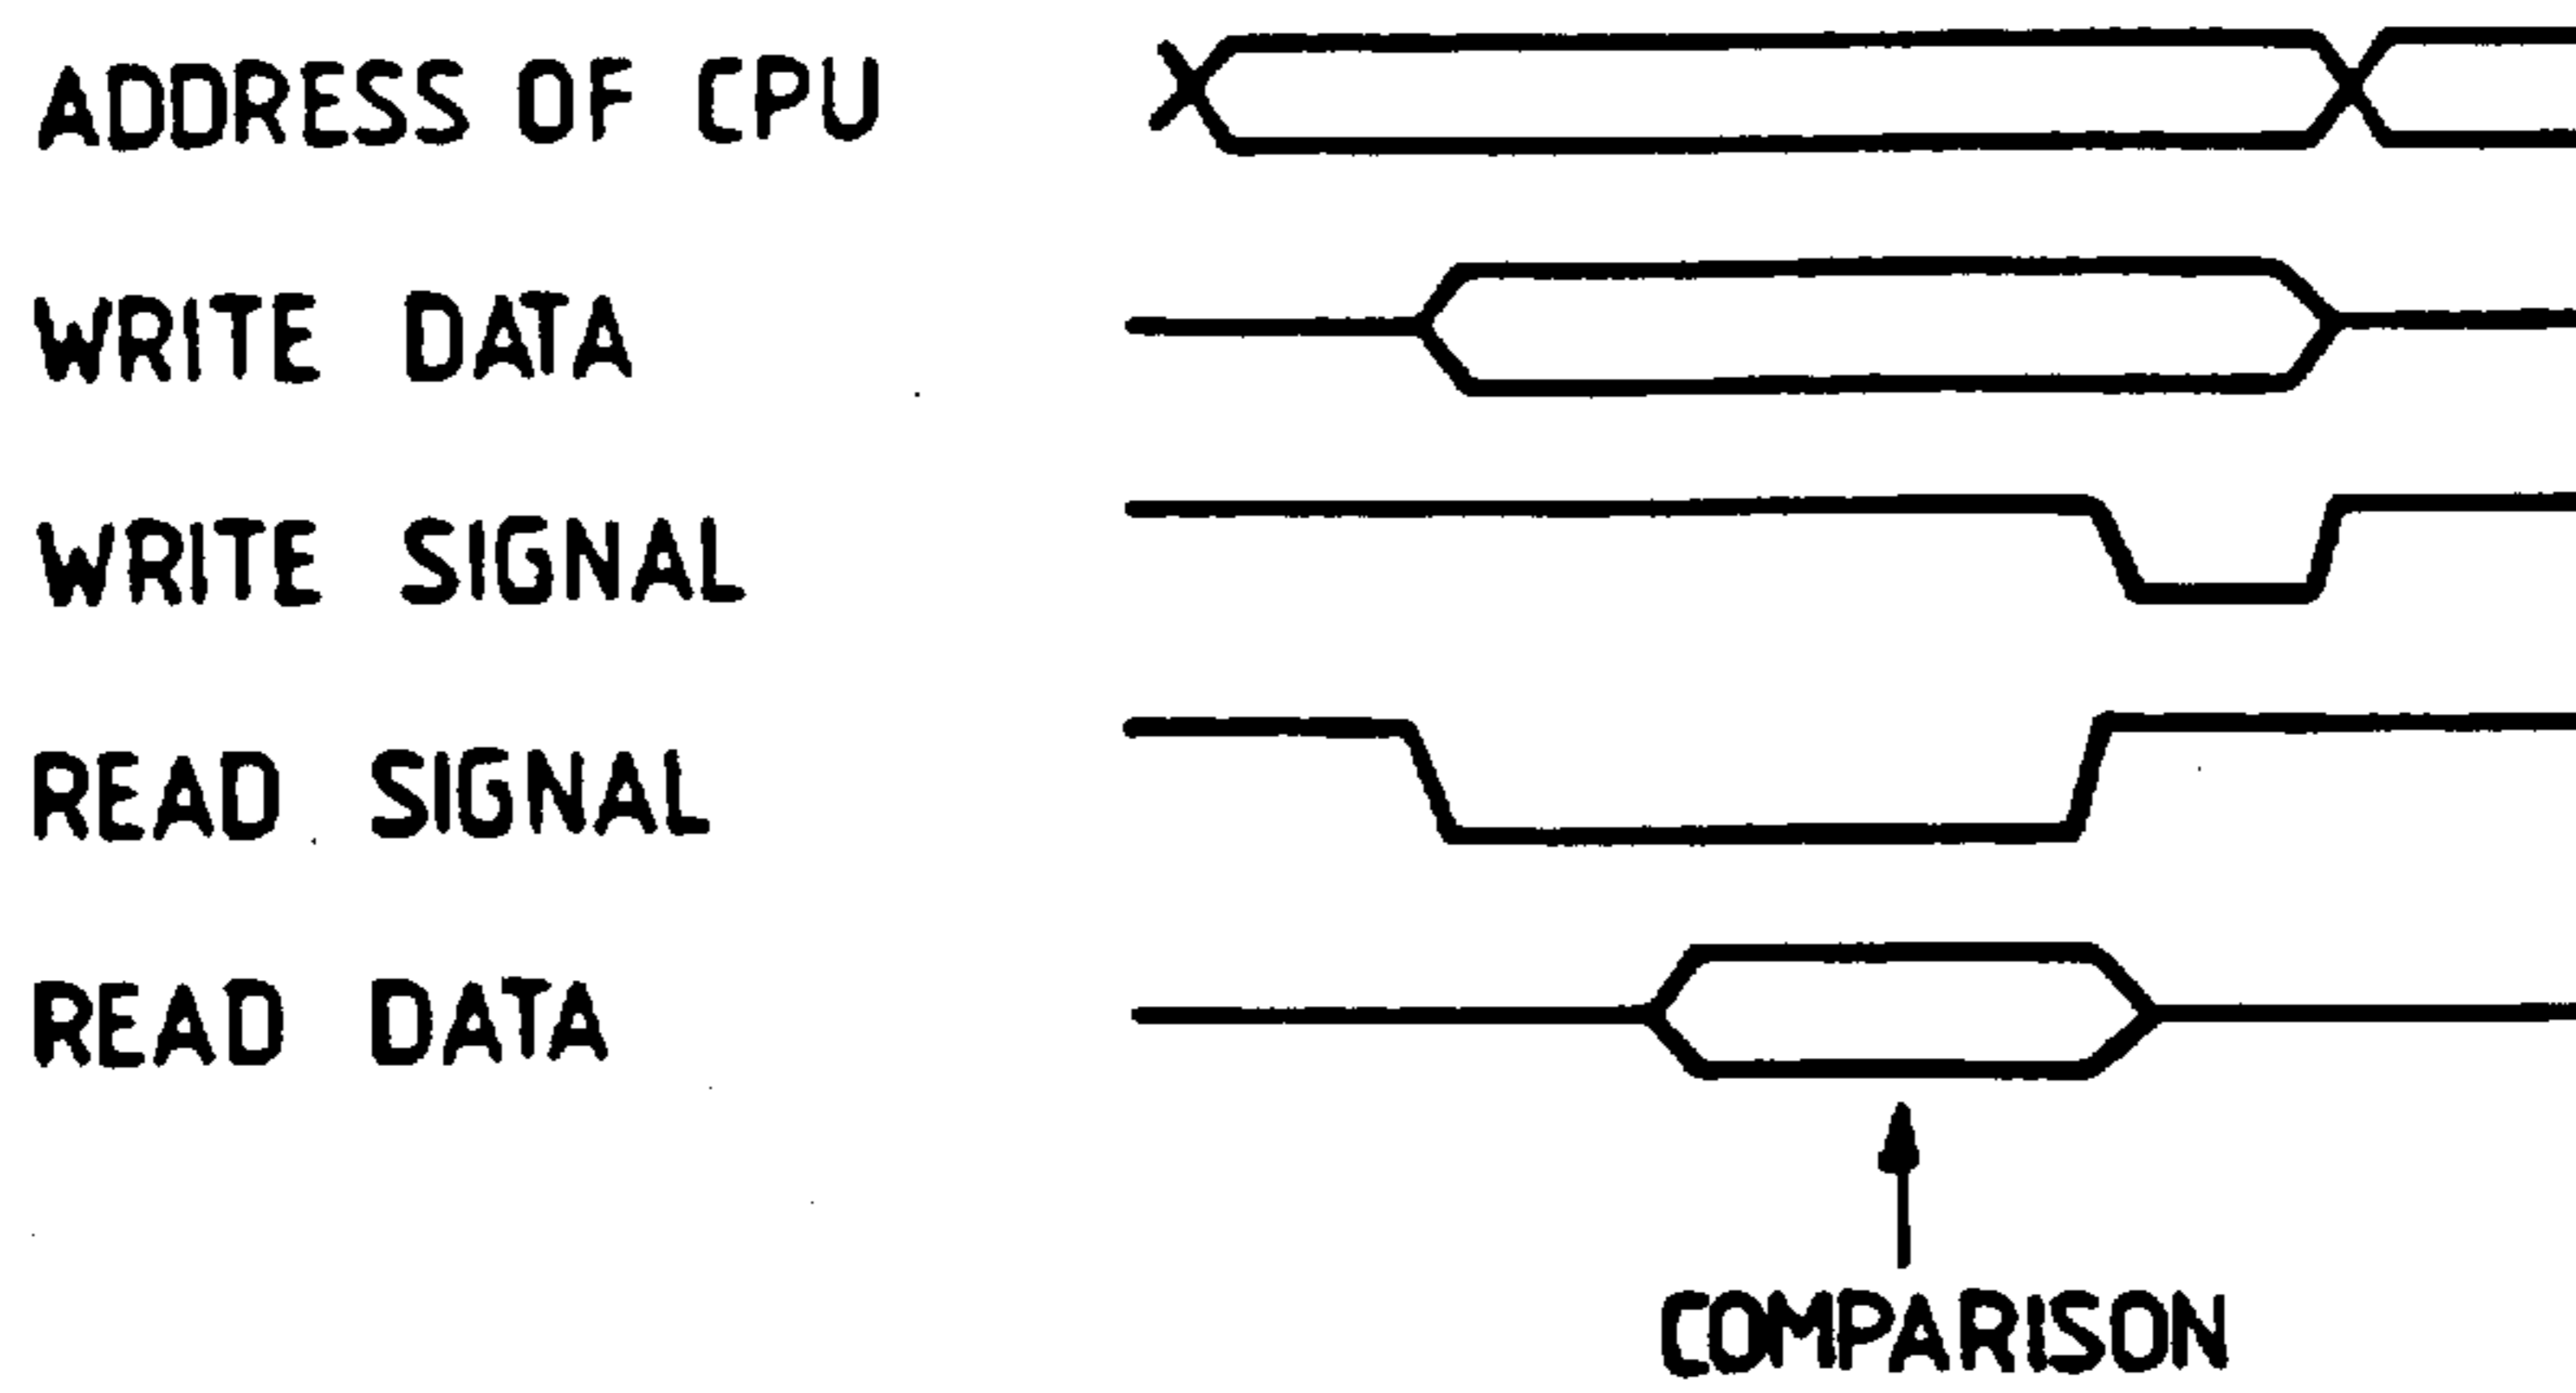 ADDRESS OF CPU
WRITE DATA
WRITE SIGNAL
READ SIGNAL
READ DATA
COMPARISON